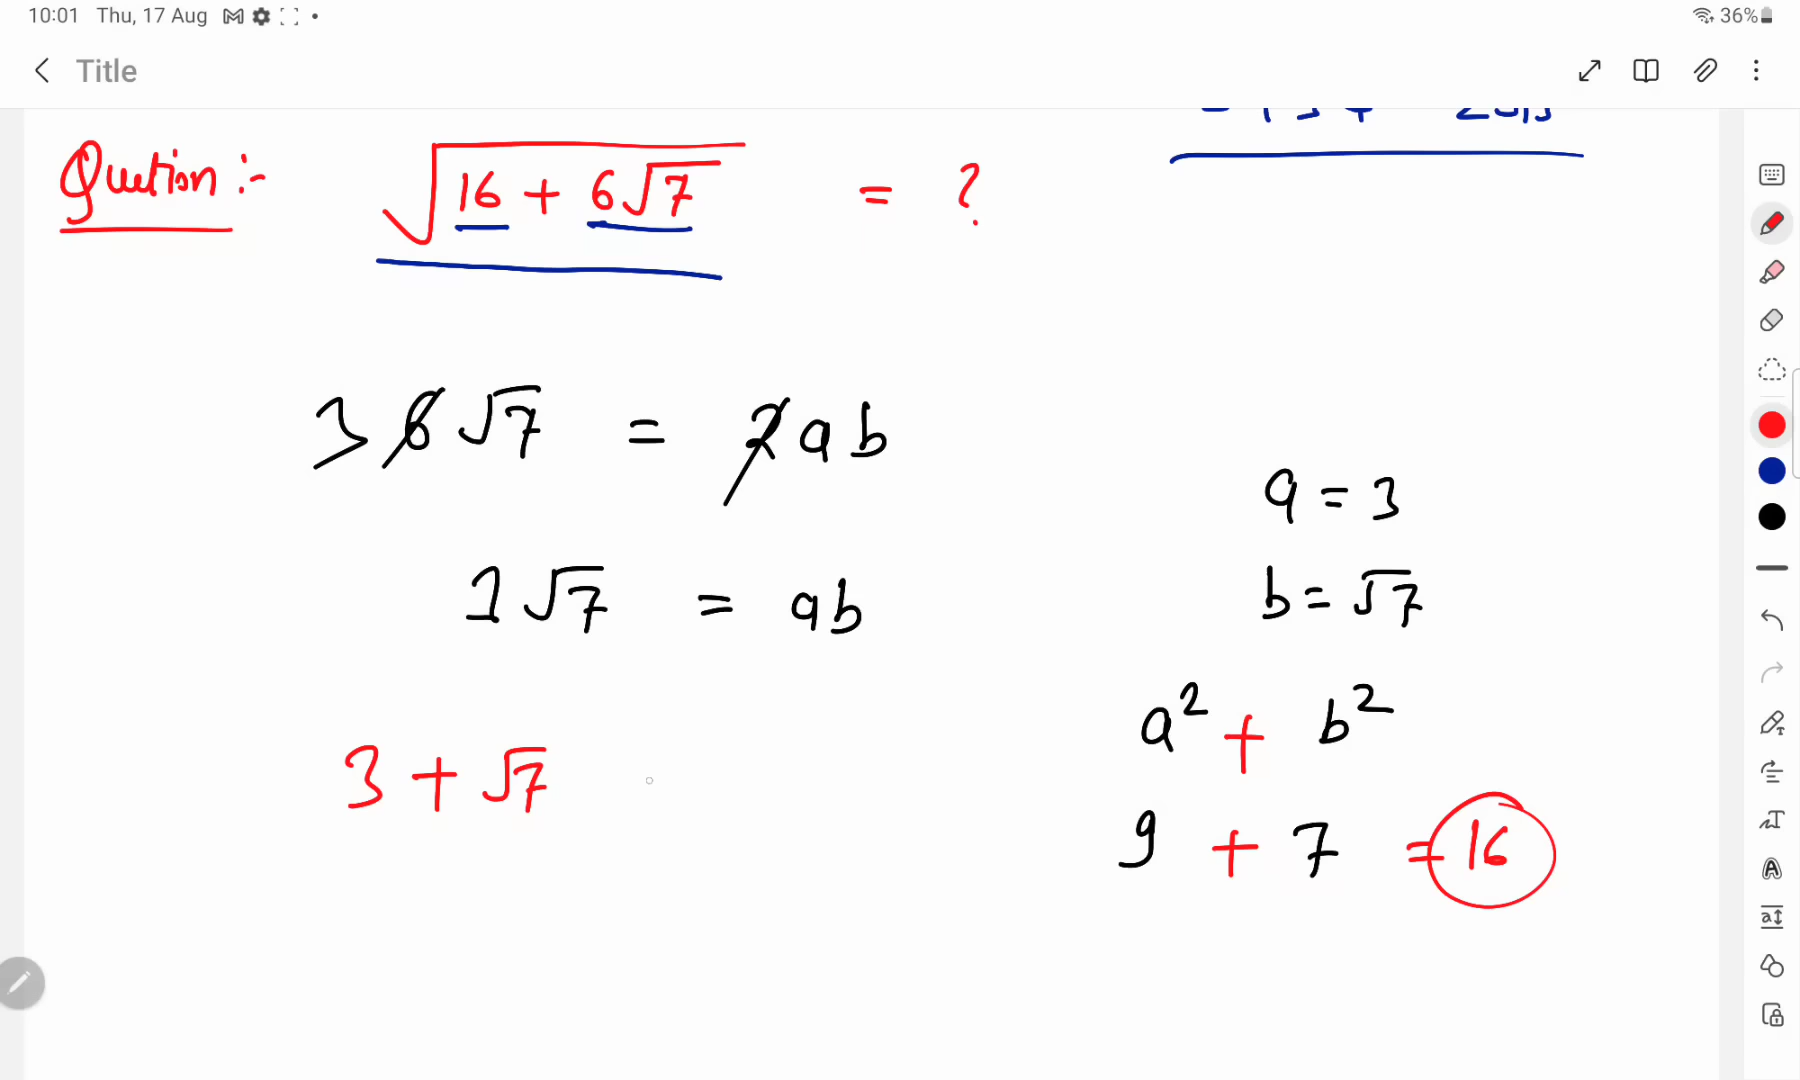 10:01 Thu, 17 Aug
36%
Title
Qustion :- √(16 + 6√7) = ?
3 6√7 = 2ab
a = 3
1√7 = ab
b = √7
a² + b²
3 + √7
9 + 7 = 16